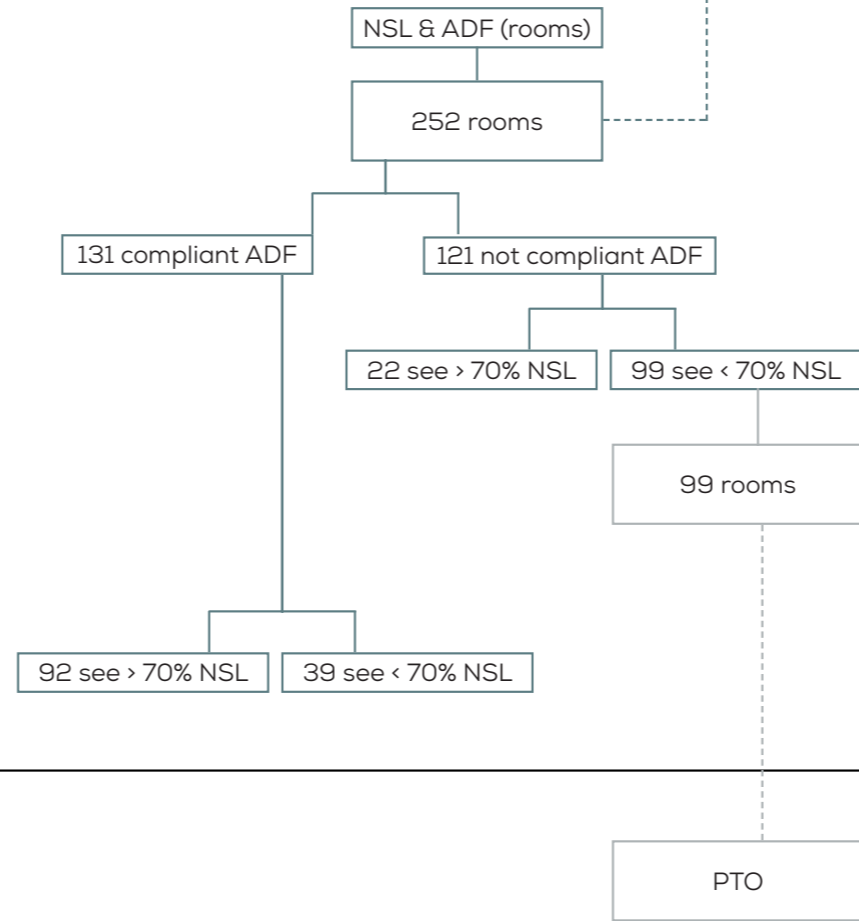 NSL & ADF (rooms)
252 rooms
131 compliant ADF
121 not compliant ADF
22 see > 70% NSL
99 see < 70% NSL
99 rooms
92 see > 70% NSL
39 see < 70% NSL
PTO